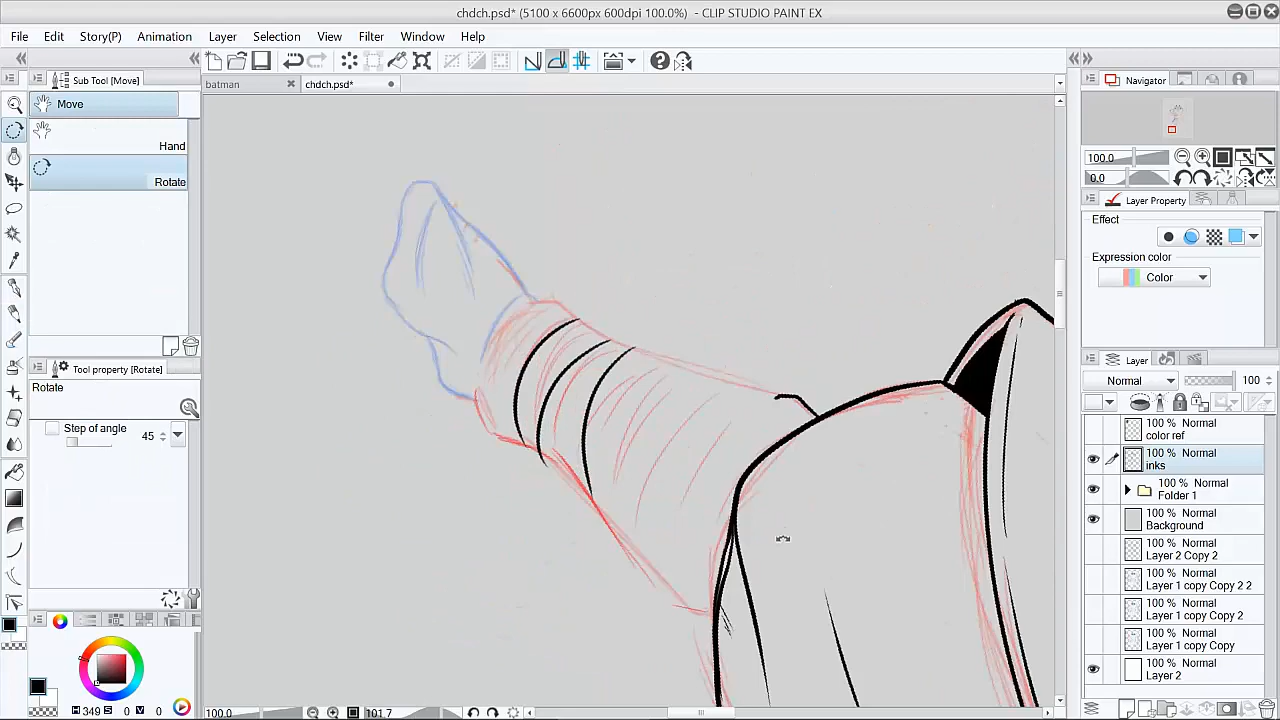 chdch.psd* (5100 x 6600px 600dpi 100.0%) - CLIP STUDIO PAINT EX
File Edit Story(P) Animation Layer Selection View Filter Window Help
Sub Tool [Move]
batman
chdch.psd*
Navigator
Move
Hand
Rotate
100.0
0.0
Layer Property
Effect
Expression color
Color
Tool property [Rotate]
Rotate
Step of angle 45
Layer
Normal 100
100 % Normal
color ref
100 % Normal
inks
100 % Normal
Folder 1
100 % Normal
Background
100 % Normal
Layer 2 Copy 2
100 % Normal
Layer 1 copy Copy 2 2
100 % Normal
Layer 1 copy Copy 2
100 % Normal
Layer 1 copy Copy
100 % Normal
Layer 2
H 349 S 0 V 0
100.0 101.7